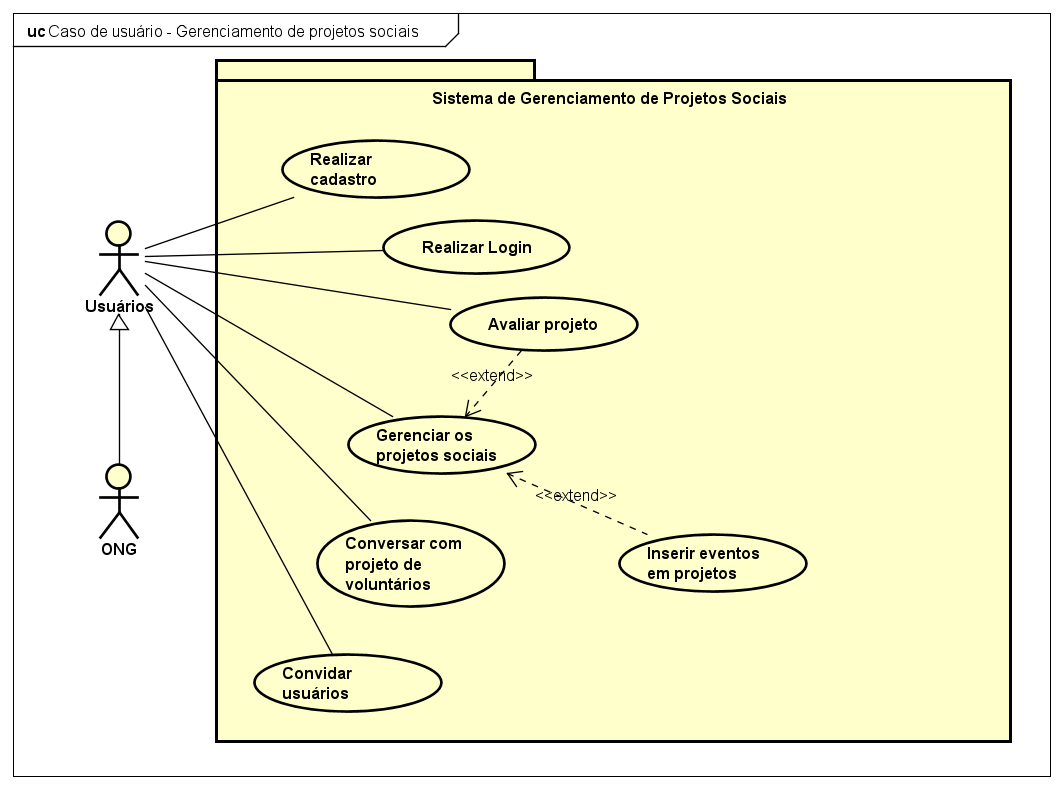 uc Caso de usuário - Gerenciamento de projetos sociais
Sistema de Gerenciamento de Projetos Sociais
Realizar
cadastro
Realizar Login
Usuários
Avaliar projeto
<<extend>>
Gerenciar os
projetos sociais
<<extend>>
Conversar com
projeto de
voluntários
Inserir eventos
em projetos
ONG
Convidar
usuários